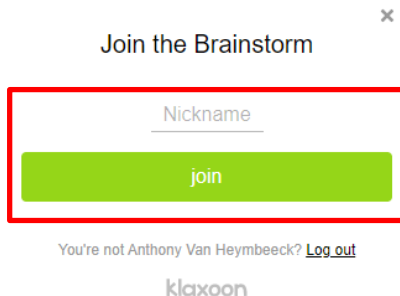 ×
Join the Brainstorm
Nickname
join
You're not Anthony Van Heymbeeck? Log out
klaxoon